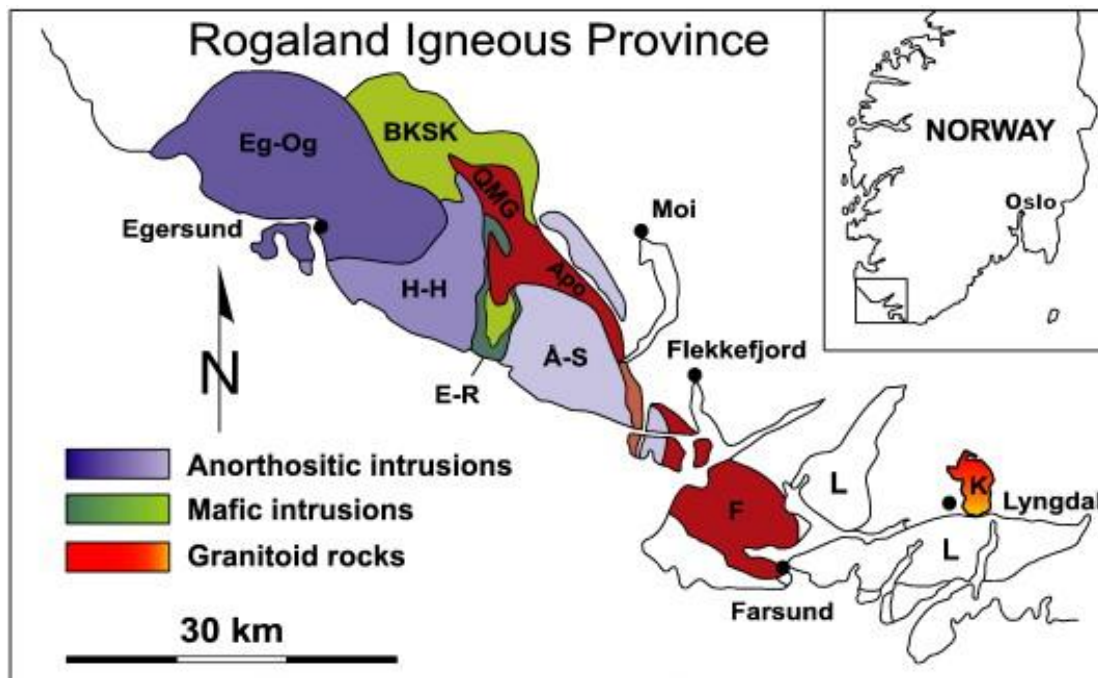 Rogaland Igneous Province
BKSK
Eg-Og
NORWAY
QMG
Oslo
Moi
Egersund
Apo
H-H
Flekkefjord
Å-S
N
E-R
Anorthositic intrusions
L
K
Lyngdal
Mafic intrusions
F
Granitoid rocks
L
Farsund
30 km